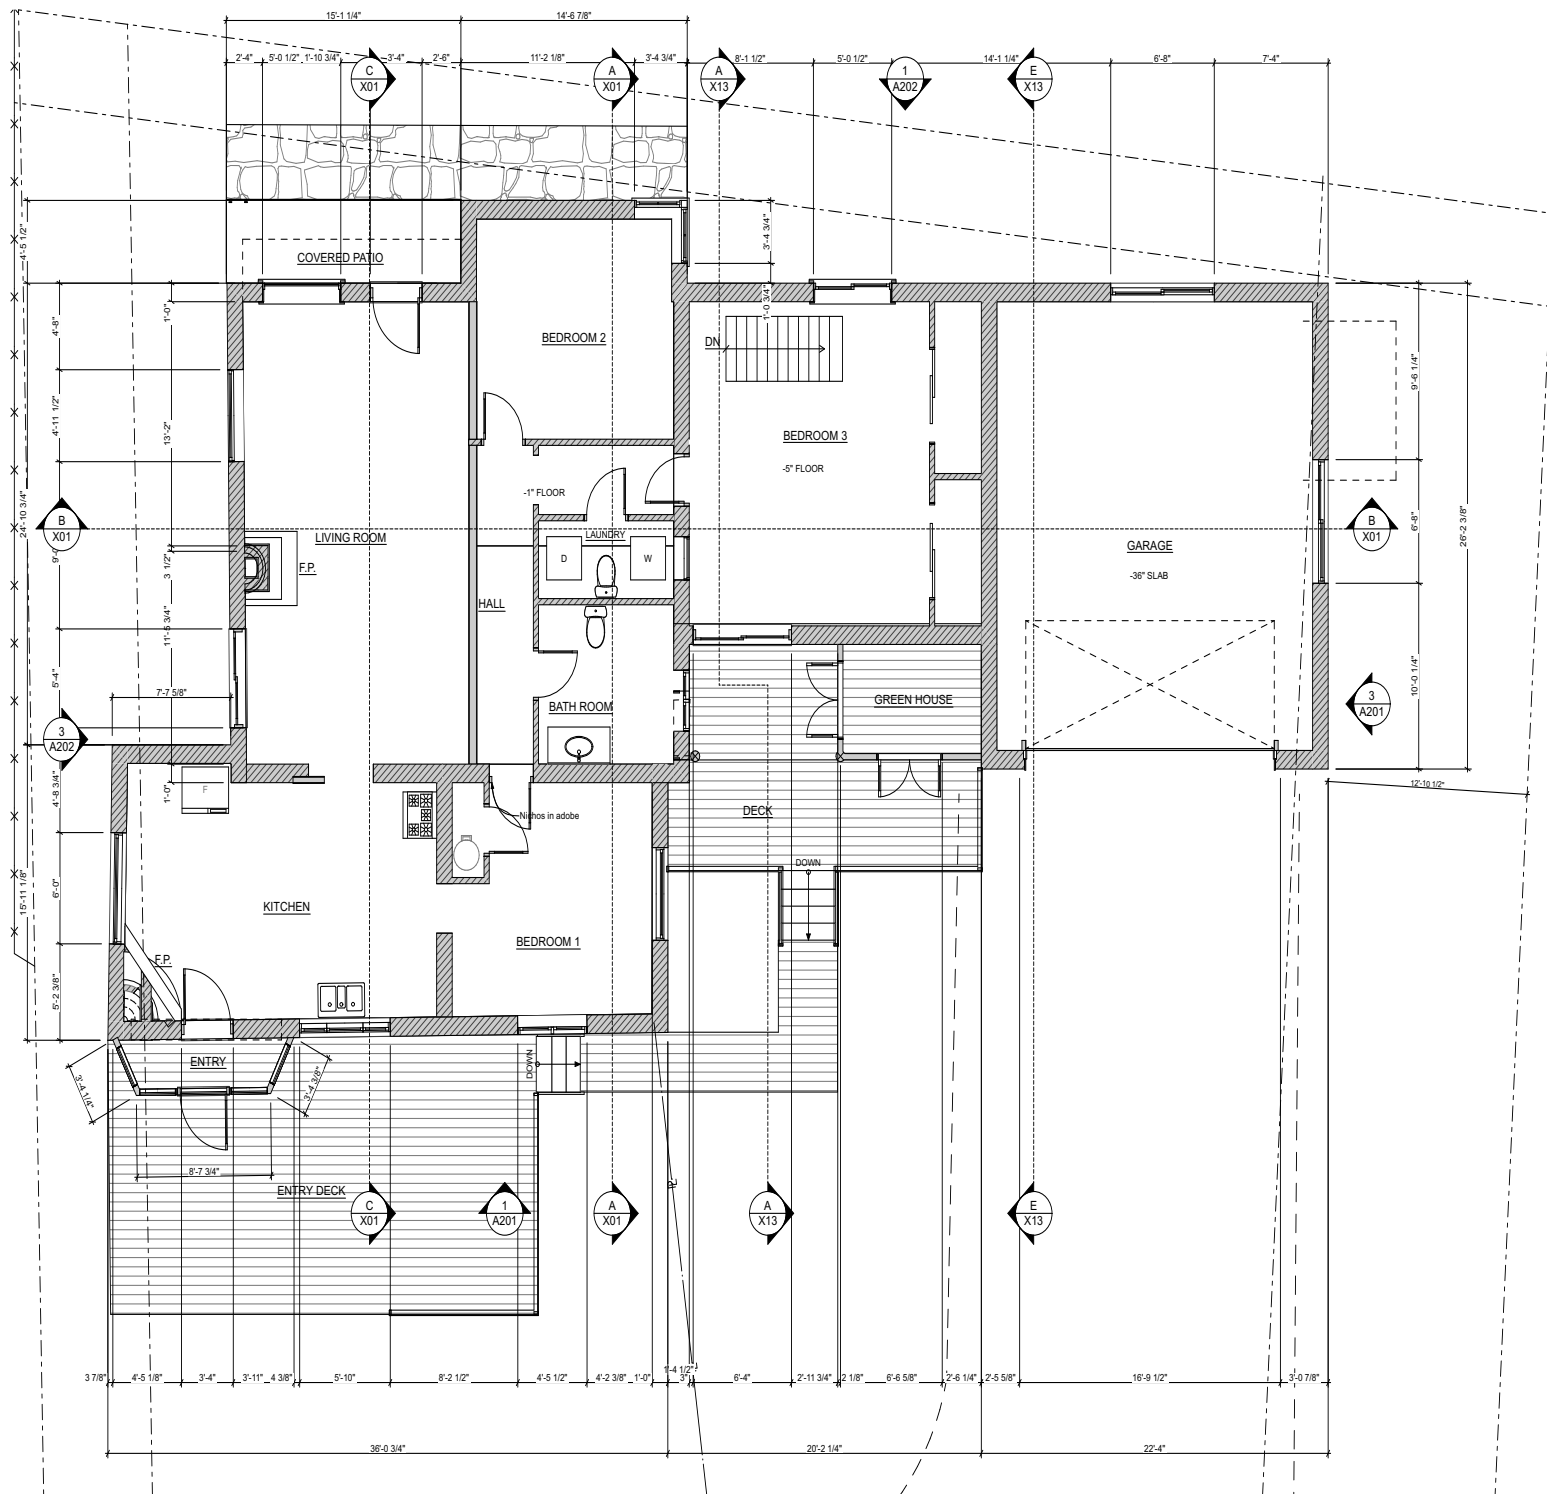 15'-1 1/4"
14'-6 7/8"
2'-4"
5'-0 1/2"
1'-10 3/4"
3'-4"
2'-6"
11'-2 1/8"
3'-4 3/4"
8'-1 1/2"
5'-0 1/2"
14'-1 1/4"
6'-8"
7'-4"
C
X01
A
X01
A
X13
1
A202
E
X13
4'-5 1/2"
3'-4 3/4"
COVERED PATIO
1'-0"
1'-0 3/4"
4'-8"
BEDROOM 2
DN
9'-6 1/4"
4'-11 1/2"
13'-2"
BEDROOM 3
-5" FLOOR
-1" FLOOR
24'-10 3/4"
B
X01
LIVING ROOM
LAUNDRY
D
W
GARAGE
-36" SLAB
B
X01
6'-8"
26'-2 3/8"
3 1/2"
F.P.
HALL
11'-5 3/4"
5'-4"
7'-7 5/8"
BATH ROOM
GREEN HOUSE
10'-0 1/4"
3
A201
3
A202
4'-8 3/4"
1'-0"
F
12'-10 1/2"
Nichos in adobe
DECK
DOWN
15'-11 1/8"
6'-0"
KITCHEN
BEDROOM 1
F.P.
5'-2 3/8"
ENTRY
DOWN
3'-4 1/4"
3'-4 3/8"
8'-7 3/4"
ENTRY DECK
C
X01
1
A201
A
X01
A
X13
E
X13
3 7/8"
4'-5 1/8"
3'-4"
3'-11"
4 3/8"
5'-10"
8'-2 1/2"
4'-5 1/2"
4'-2 3/8"
1'-0"
1'-4 1/2"
3"
6'-4"
2'-11 3/4"
2 1/8"
6'-6 5/8"
2'-6 1/4"
2'-5 5/8"
16'-9 1/2"
3'-0 7/8"
36'-0 3/4"
20'-2 1/4"
22'-4"